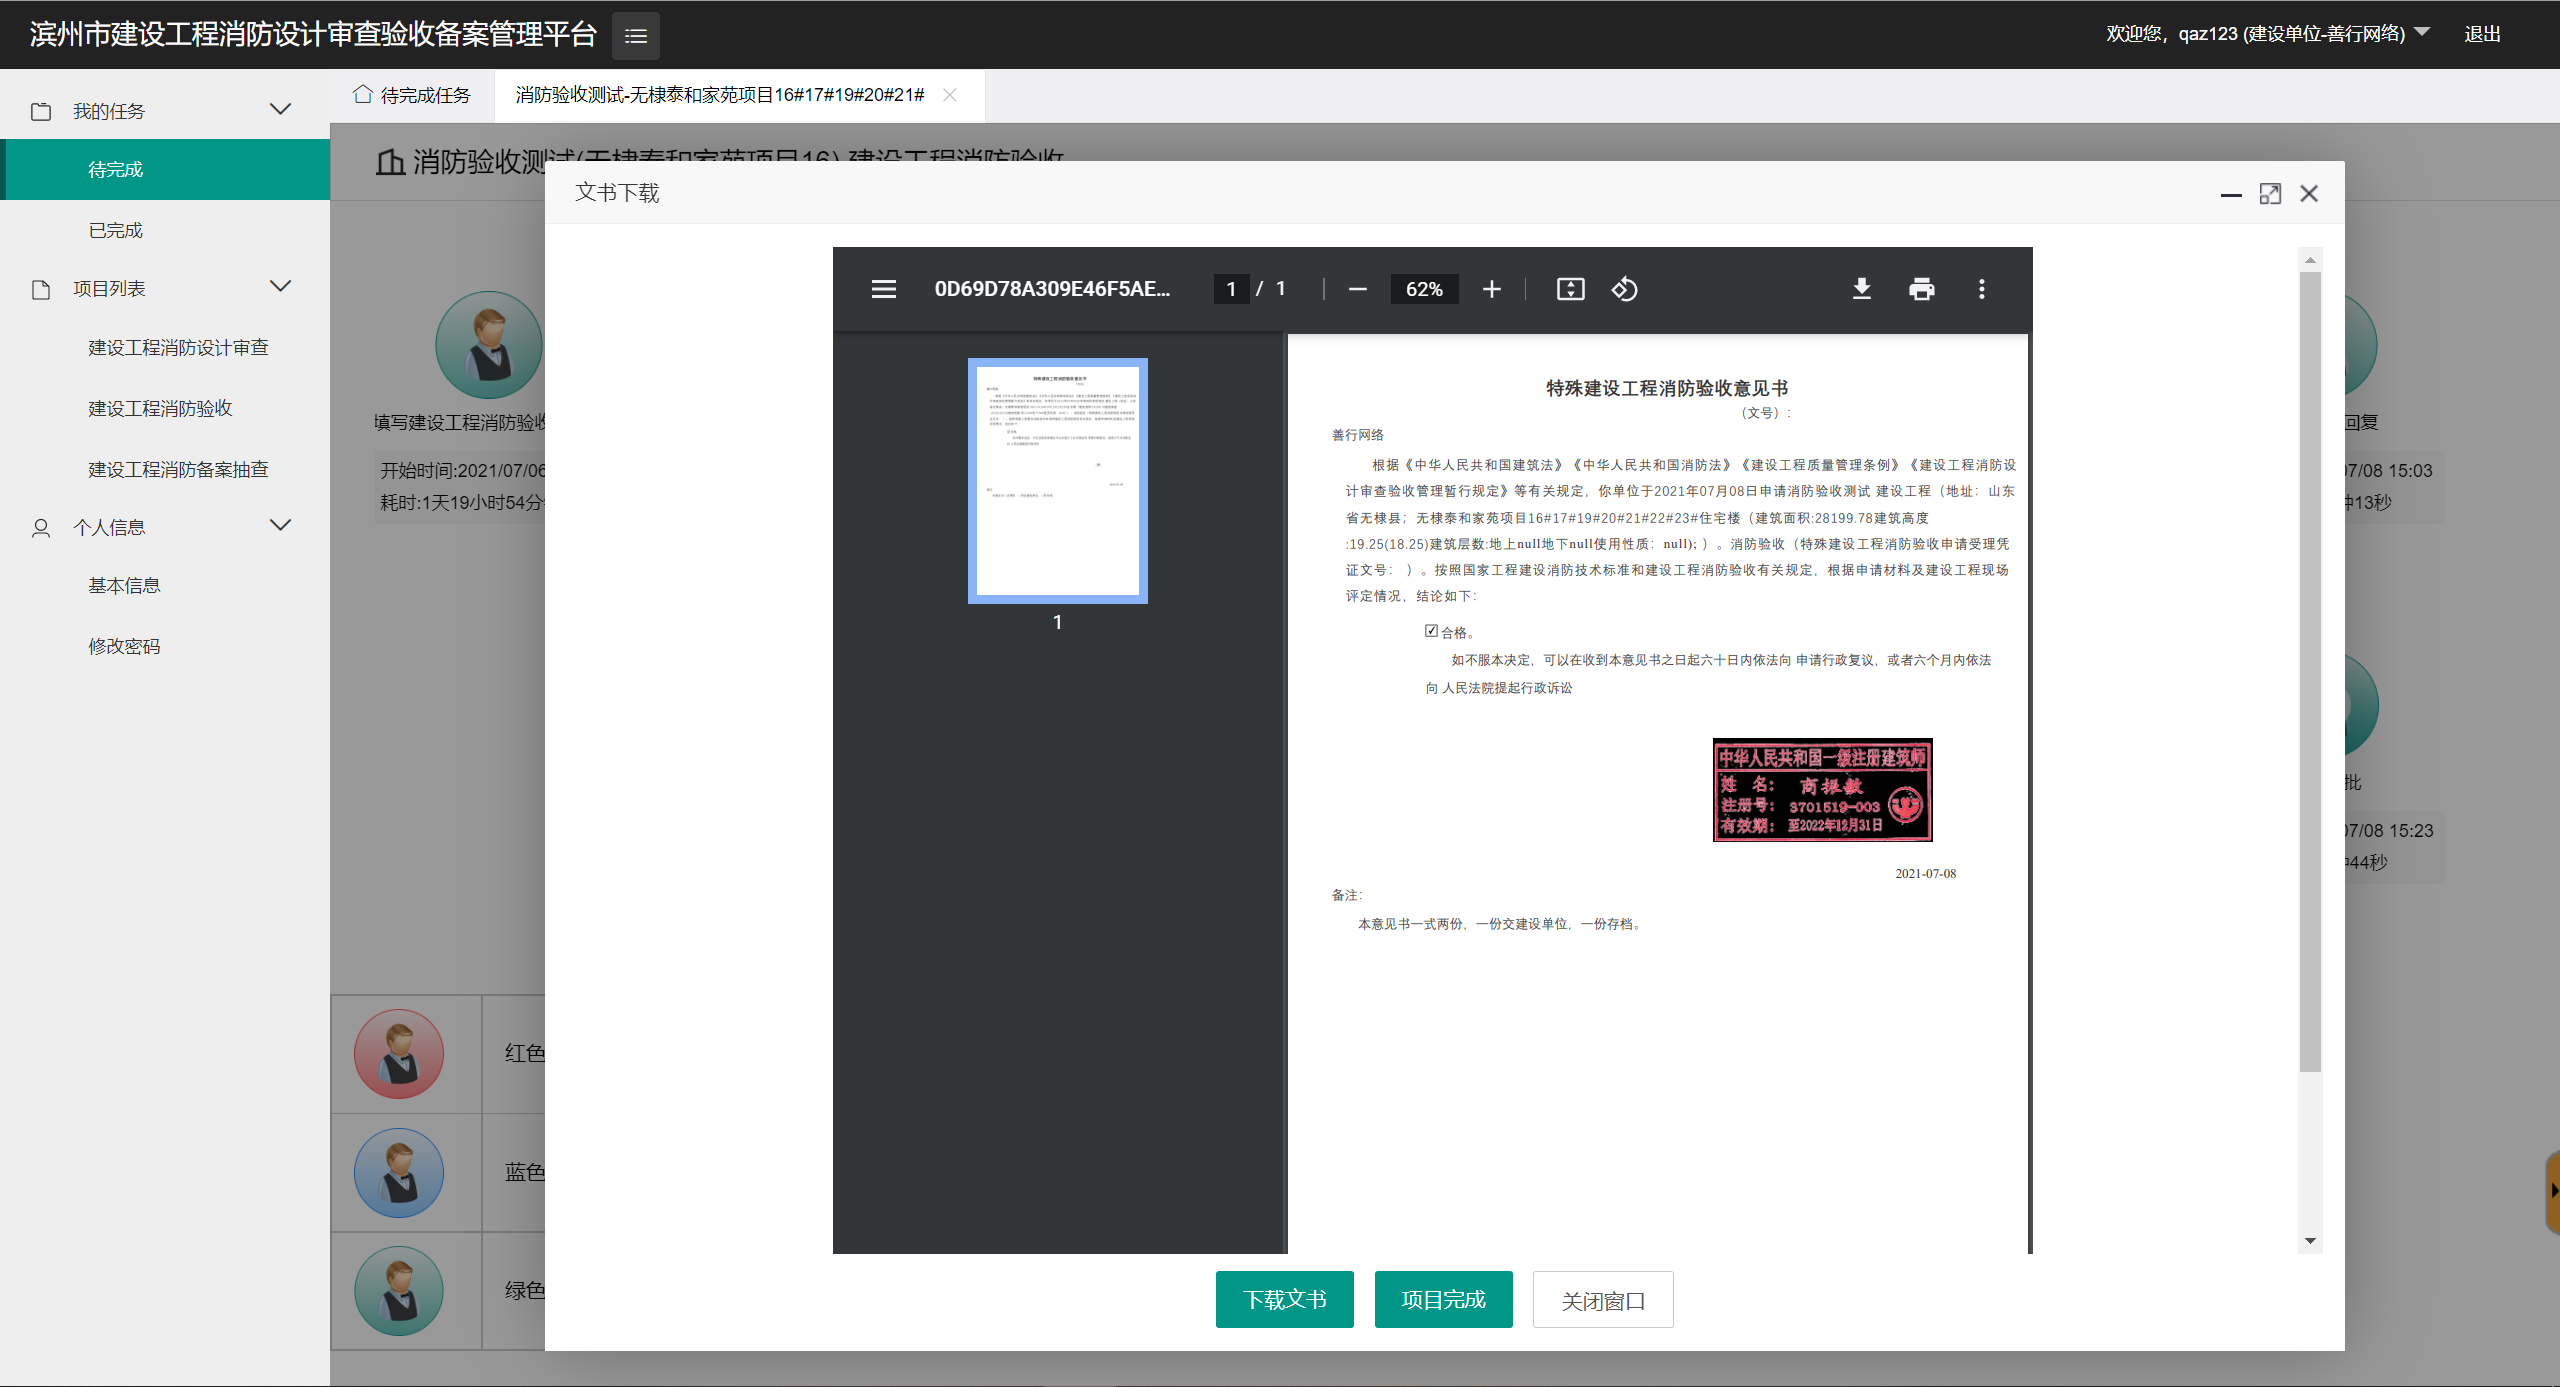 滨州市建设工程消防设计审查验收备案管理平台
欢迎您，qaz123 (建设单位-善行网络)
退出
我的任务
待完成
已完成
项目列表
建设工程消防设计审查
建设工程消防验收
建设工程消防备案抽查
个人信息
基本信息
修改密码
待完成任务
消防验收测试-无棣泰和家苑项目16#17#19#20#21#
消防验收测试(无棣泰和家苑项目16) 建设工程消防验收
填写建设工程消防验收
开始时间:2021/07/06
耗时:1天19小时54分
回复
07/08 15:03
钟13秒
批
07/08 15:23
44秒
红色
蓝色
绿色
文书下载
0D69D78A309E46F5AE...
1 / 1
62%
1
特殊建设工程消防验收意见书
（文号）:
善行网络
根据《中华人民共和国建筑法》《中华人民共和国消防法》《建设工程质量管理条例》《建设工程消防设
计审查验收管理暂行规定》等有关规定，你单位于2021年07月08日申请消防验收测试 建设工程（地址：山东
省无棣县；无棣泰和家苑项目16#17#19#20#21#22#23#住宅楼（建筑面积:28199.78建筑高度
:19.25(18.25)建筑层数:地上null地下null使用性质：null);）。消防验收（特殊建设工程消防验收申请受理凭
证文号： ）。按照国家工程建设消防技术标准和建设工程消防验收有关规定，根据申请材料及建设工程现场
评定情况，结论如下：
合格。
如不服本决定，可以在收到本意见书之日起六十日内依法向 申请行政复议，或者六个月内依法
向 人民法院提起行政诉讼
中华人民共和国一级注册建筑师
姓 名： 商振敏
注册号： 3701519-003
有效期： 至2022年12月31日
2021-07-08
备注：
本意见书一式两份，一份交建设单位，一份存档。
下载文书
项目完成
关闭窗口